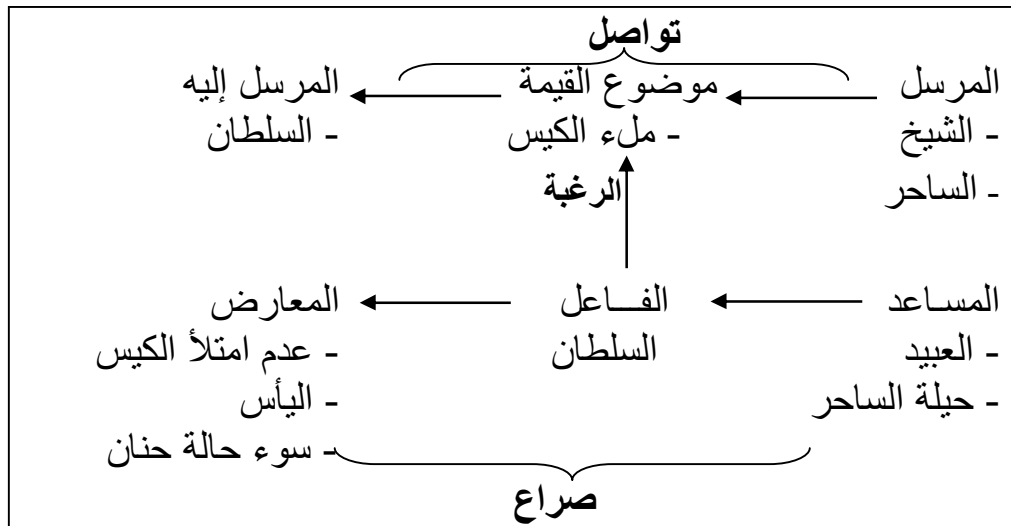 تواصل
المرسل موضوع القيمة المرسل إليه
- الشيخ - ملء الكيس - السلطان
- الساحر الرغبة
المساعد الفــاعل المعارض
- العبيد السلطان - عدم امتلأ الكيس
- حيلة الساحر - اليأس
- سوء حالة حنان
صراع